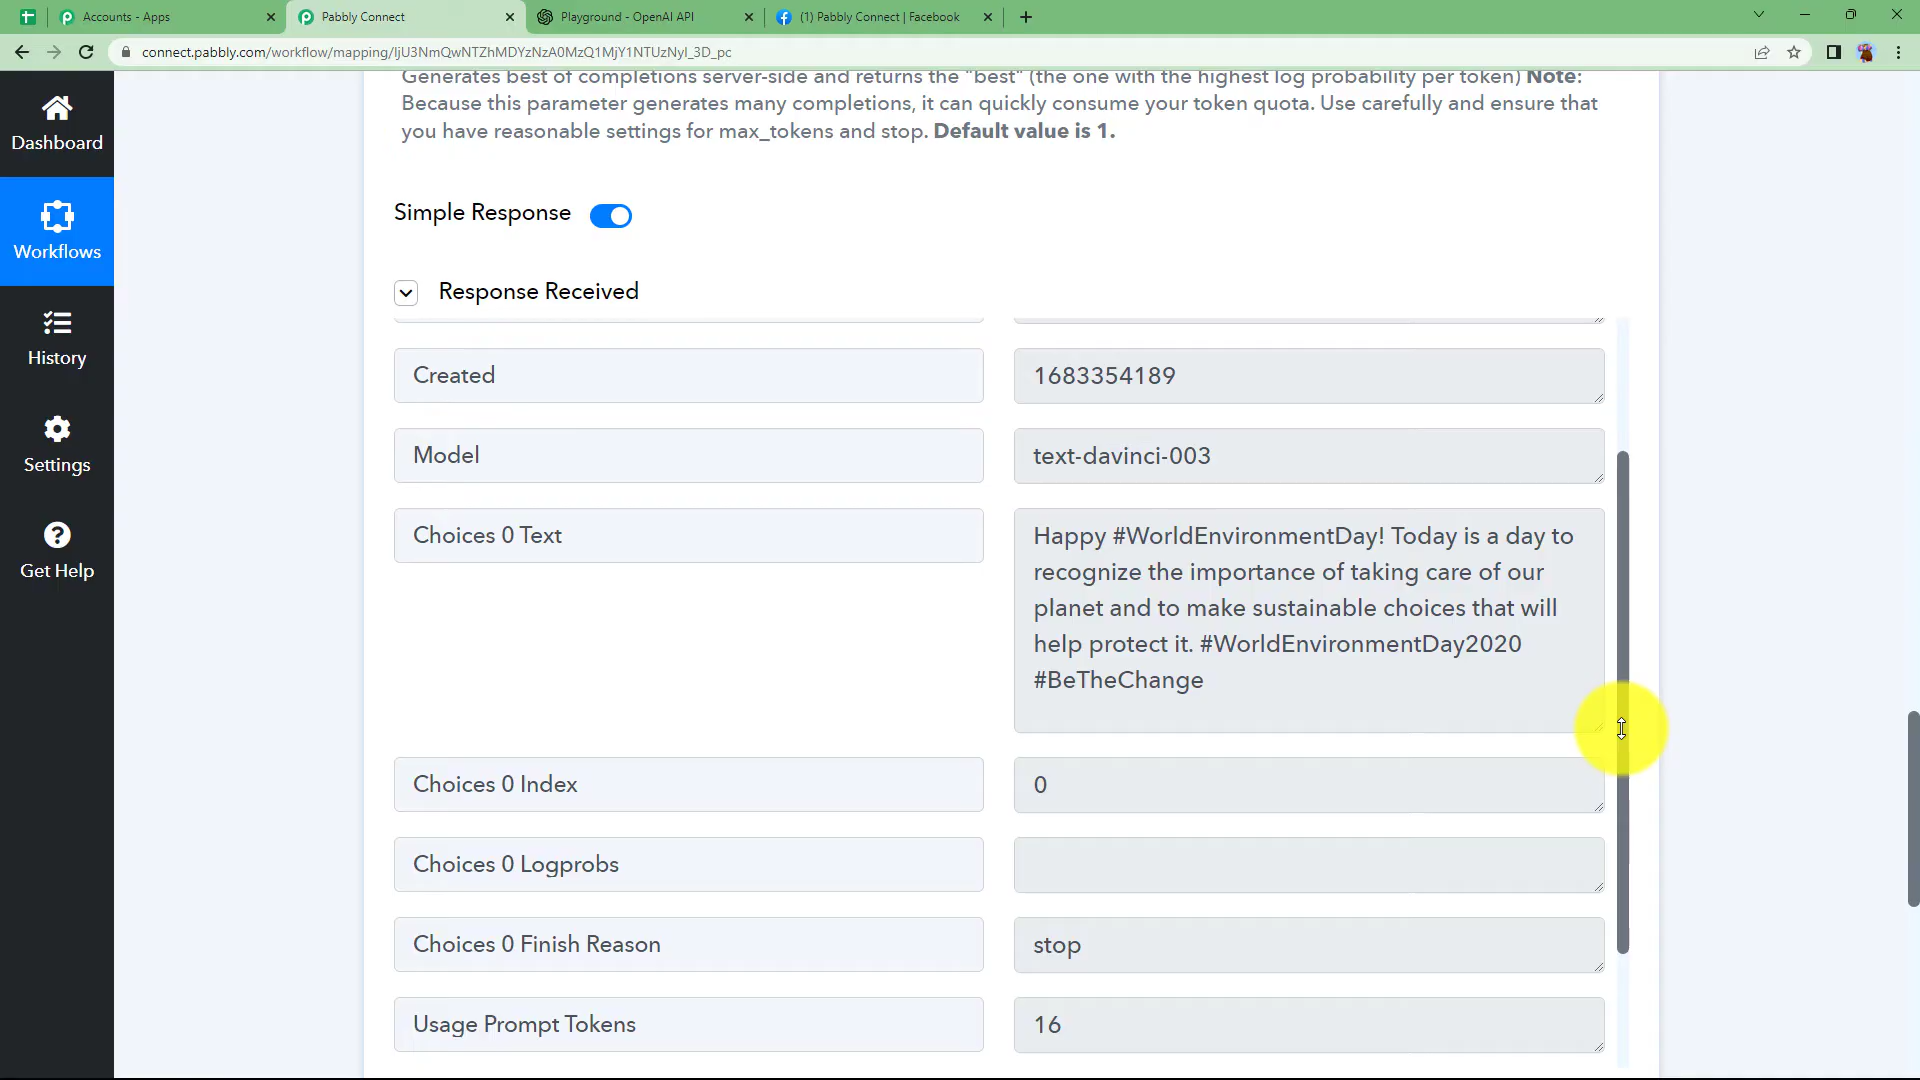 Accounts - Apps
Pabbly Connect
Playground - OpenAI API
(1) Pabbly Connect | Facebook
connect.pabbly.com/workflow/mapping/IjU3NmQwNTZhMDYzNzA0MzQ1MjY1NTUzNyI_3D_pc
Generates best of completions server-side and returns the "best" (the one with the highest log probability per token) Note:
Because this parameter generates many completions, it can quickly consume your token quota. Use carefully and ensure that
you have reasonable settings for max_tokens and stop. Default value is 1.
Dashboard
Workflows
History
Settings
Get Help
Simple Response
Response Received
Created
1683354189
Model
text-davinci-003
Choices 0 Text
Happy #WorldEnvironmentDay! Today is a day to
recognize the importance of taking care of our
planet and to make sustainable choices that will
help protect it. #WorldEnvironmentDay2020
#BeTheChange
Choices 0 Index
0
Choices 0 Logprobs
Choices 0 Finish Reason
stop
Usage Prompt Tokens
16